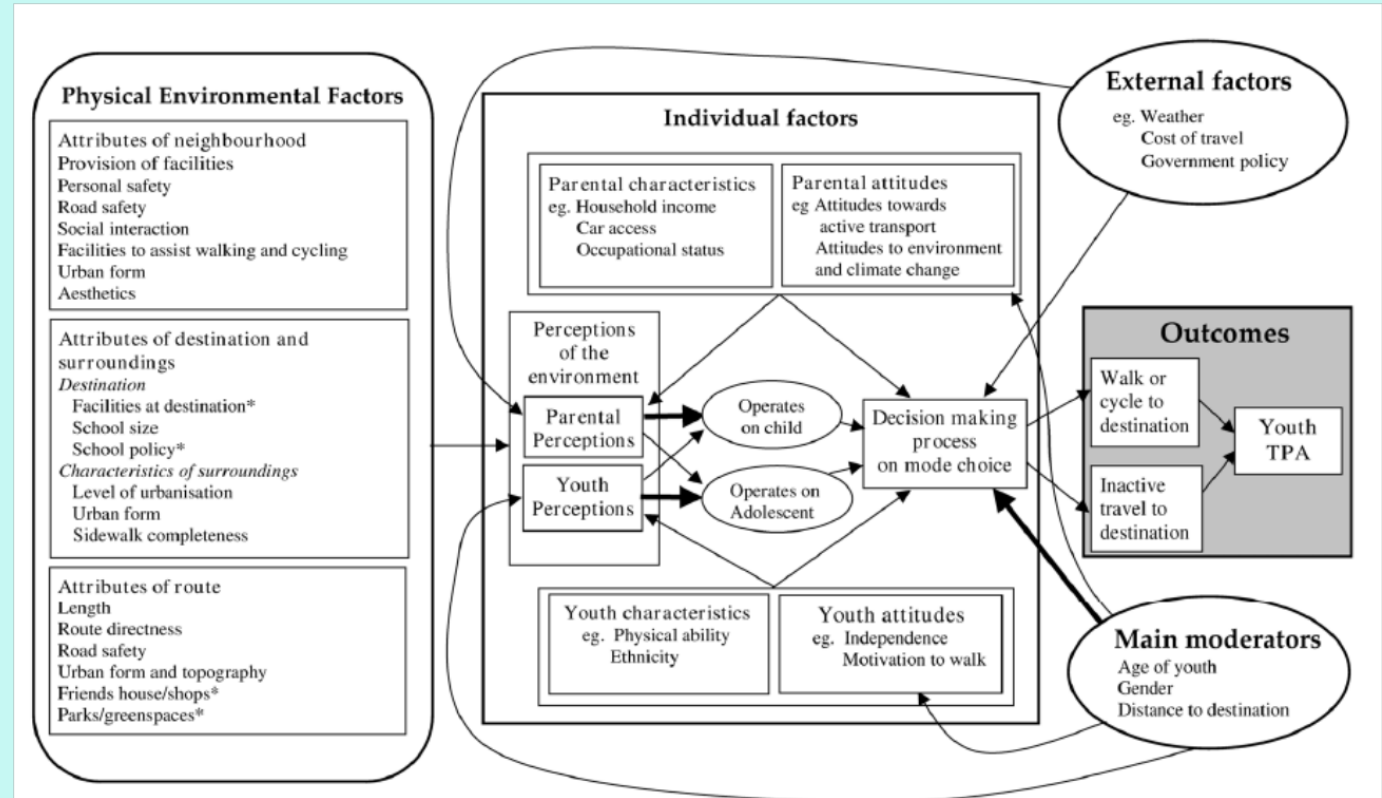 Physical Environmental Factors
Attributes of neighbourhood
Provision of facilities
Personal safety
Road safety
Social interaction
Facilities to assist walking and cycling
Urban form
Aesthetics
Attributes of destination and
surroundings
Destination
Facilities at destination*
School size
School policy*
Characteristics of surroundings
Level of urbanisation
Urban form
Sidewalk completeness
Attributes of route
Length
Route directness
Road safety
Urban form and topography
Friends house/shops*
Parks/greenspaces*
Individual factors
Parental characteristics
eg. Household income
Car access
Occupational status
Parental attitudes
eg Attitudes towards
active transport
Attitudes to environment
and climate change
Perceptions
of the
environment
Parental
Perceptions
Youth
Perceptions
Operates
on child
Operates on
Adolescent
Decision making
process
on mode choice
Youth characteristics
eg. Physical ability
Ethnicity
Youth attitudes
eg. Independence
Motivation to walk
External factors
eg. Weather
Cost of travel
Government policy
Outcomes
Walk or
cycle to
destination
Inactive
travel to
destination
Youth
TPA
Main moderators
Age of youth
Gender
Distance to destination